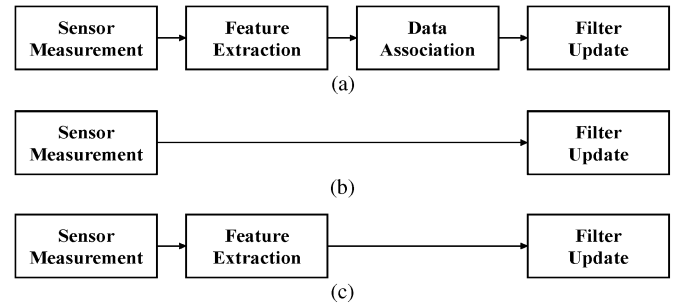 Sensor Measurement
Feature Extraction
Data Association
Filter Update
(a)
Sensor Measurement
Filter Update
(b)
Sensor Measurement
Feature Extraction
Filter Update
(c)